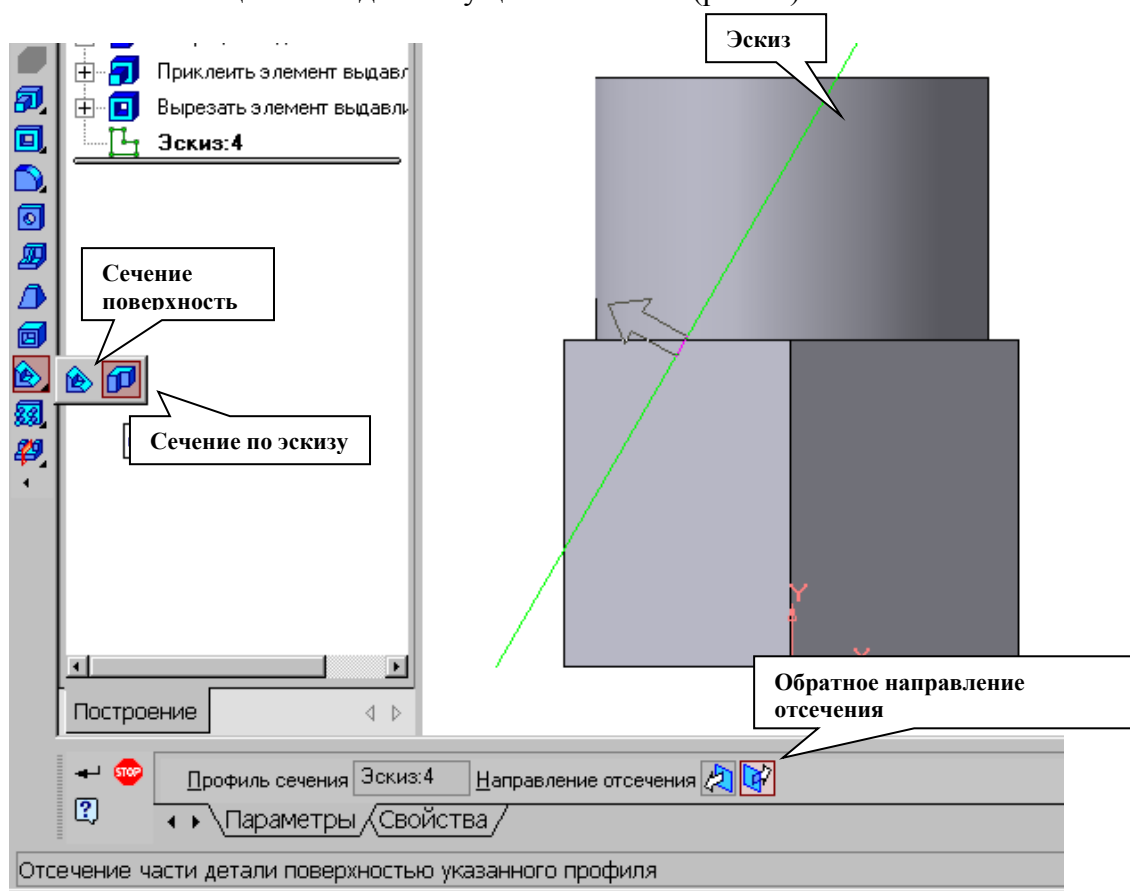 Эскиз
Приклеить элемент выдавл
Вырезать элемент выдавли
Эскиз:4
Сечение
поверхность
Сечение по эскизу
Y
Обратное направление
отсечения
Построение
STOP
Профиль сечения Эскиз:4 Направление отсечения
?
Параметры Свойства
Отсечение части детали поверхностью указанного профиля